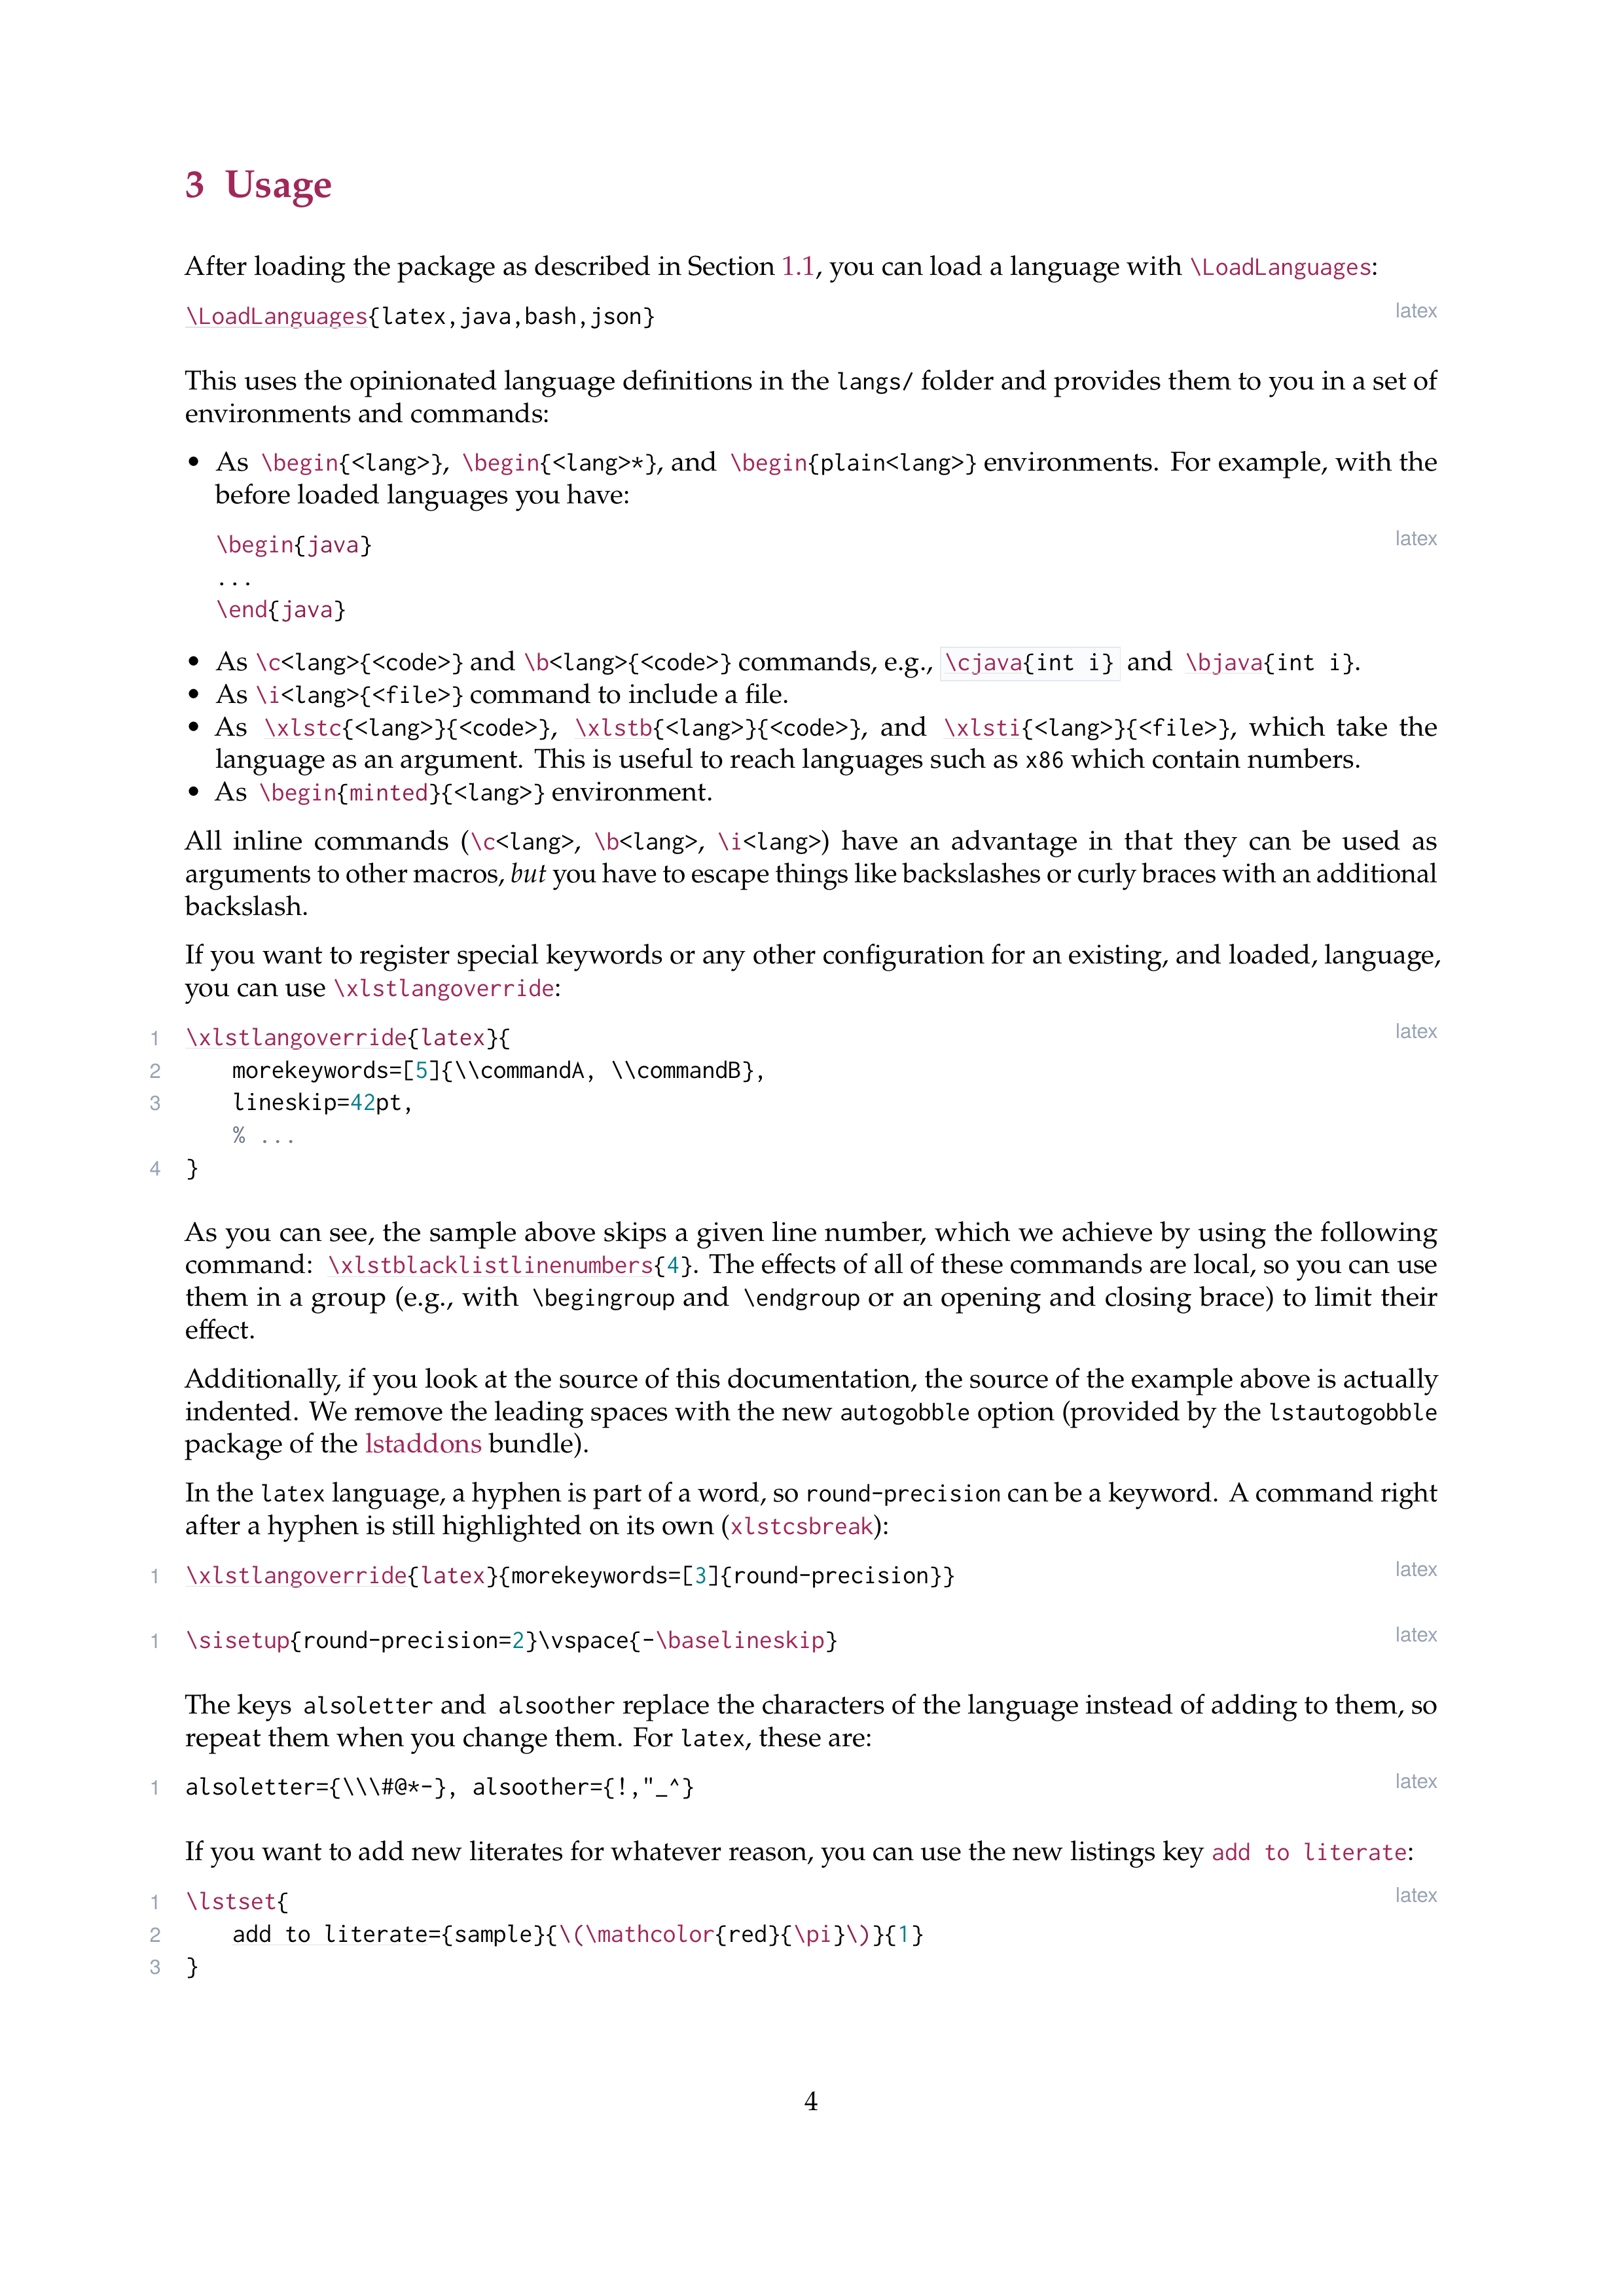 3 Usage
After loading the package as described in Section 1.1, you can load a language with \LoadLanguages:
\LoadLanguages{latex,java,bash,json}
latex
This uses the opinionated language definitions in the langs/ folder and provides them to you in a set of
environments and commands:
• As \begin{<lang>}, \begin{<lang>*}, and \begin{plain<lang>} environments. For example, with the
before loaded languages you have:
\begin{java}
latex
...
\end{java}
• As \c<lang>{<code>} and \b<lang>{<code>} commands, e.g., \cjava{int i} and \bjava{int i}.
• As \i<lang>{<file>} command to include a file.
• As \xlstc{<lang>}{<code>}, \xlstb{<lang>}{<code>}, and \xlsti{<lang>}{<file>}, which take the
language as an argument. This is useful to reach languages such as x86 which contain numbers.
• As \begin{minted}{<lang>} environment.
All inline commands (\c<lang>, \b<lang>, \i<lang>) have an advantage in that they can be used as
arguments to other macros, but you have to escape things like backslashes or curly braces with an additional
backslash.
If you want to register special keywords or any other configuration for an existing, and loaded, language,
you can use \xlstlangoverride:
1 \xlstlangoverride{latex}{
latex
2     morekeywords=[5]{\\commandA, \\commandB},
3     lineskip=42pt,
    % ...
4 }
As you can see, the sample above skips a given line number, which we achieve by using the following
command: \xlstblacklistlinenumbers{4}. The effects of all of these commands are local, so you can use
them in a group (e.g., with \begingroup and \endgroup or an opening and closing brace) to limit their
effect.
Additionally, if you look at the source of this documentation, the source of the example above is actually
indented. We remove the leading spaces with the new autogobble option (provided by the lstautogobble
package of the lstaddons bundle).
In the latex language, a hyphen is part of a word, so round-precision can be a keyword. A command right
after a hyphen is still highlighted on its own (xlstcsbreak):
1 \xlstlangoverride{latex}{morekeywords=[3]{round-precision}}
latex
1 \sisetup{round-precision=2}\vspace{-\baselineskip}
latex
The keys alsoletter and alsoother replace the characters of the language instead of adding to them, so
repeat them when you change them. For latex, these are:
1 alsoletter={\\\#@*-}, alsoother={!,"_^}
latex
If you want to add new literates for whatever reason, you can use the new listings key add to literate:
1 \lstset{
latex
2     add to literate={sample}{\(\mathcolor{red}{\pi}\)}{1}
3 }
4